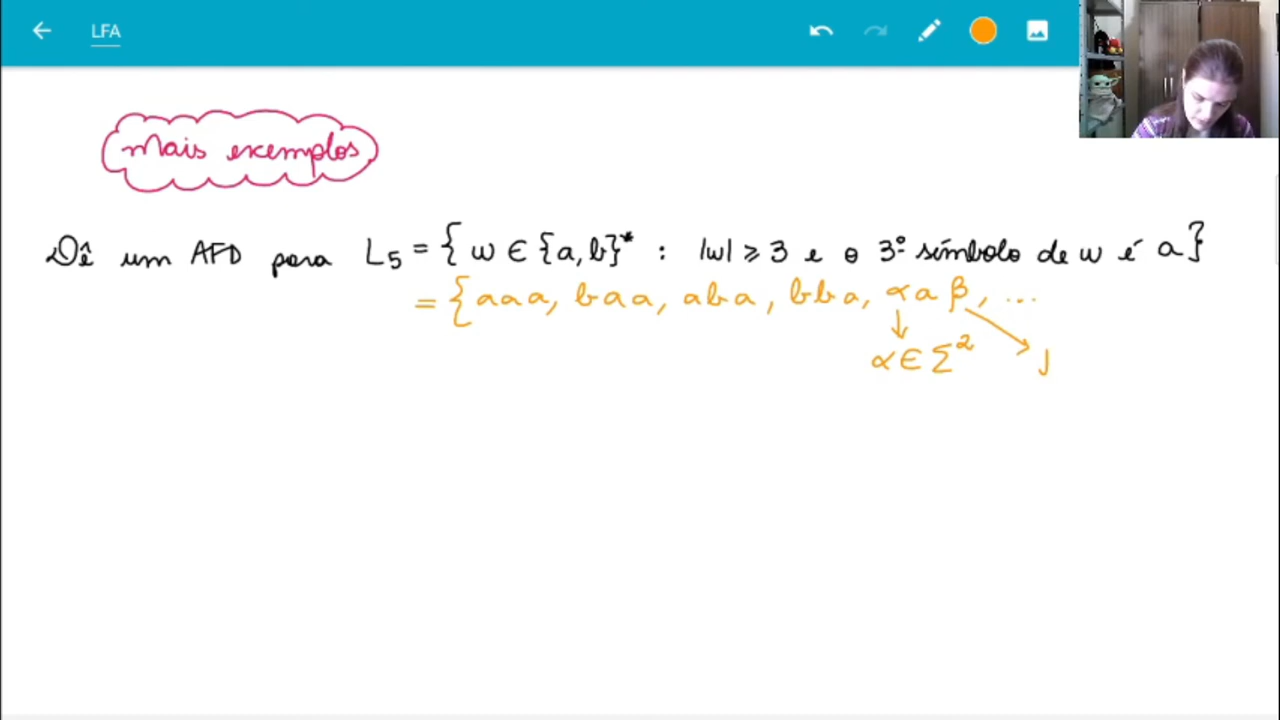 LFA
Mais exemplos
Dê um AFD para L₅ = { w ∈ {a,b}* : |w| ⩾ 3 e o 3º símbolo de w é a }
= { aaa, baa, aba, bba, αaβ, ...
α ∈ Σ²